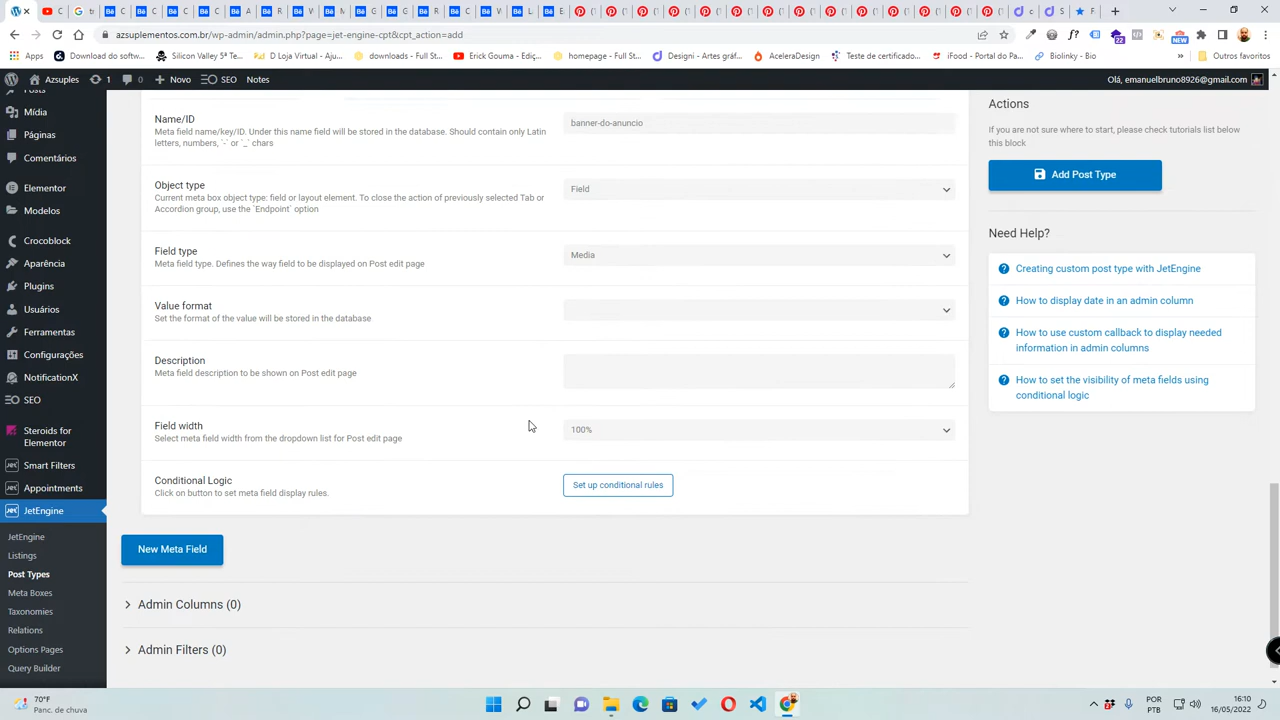 azsuplementos.com.br/wp-admin/admin.php?page=jet-engine-cpt&cpt_action=add
Apps
Download do softw...
Silicon Valley 5ªTe...
D Loja Virtual - Aju...
downloads – Full St...
Erick Gouma - Ediç...
homepage – Full St...
Designi - Artes gráf...
AceleraDesign
Teste de certificado...
iFood - Portal do Pa...
Biolinky - Bio
»
Outros favoritos
Azsuples
1
0
Novo
SEO
Notes
Olá, emanuelbruno8926@gmail.com
Posts
Mídia
Páginas
Comentários
Elementor
Modelos
Crocoblock
Aparência
Plugins
Usuários
Ferramentas
Configurações
NotificationX
SEO
Steroids for
Elementor
Smart Filters
Appointments
JetEngine
JetEngine
Listings
Post Types
Meta Boxes
Taxonomies
Relations
Options Pages
Query Builder
Name/ID
Meta field name/key/ID. Under this name field will be stored in the database. Should contain only Latin
letters, numbers, `-` or `_` chars
banner-do-anuncio
Object type
Current meta box object type: field or layout element. To close the action of previously selected Tab or
Accordion group, use the `Endpoint` option
Field
Field type
Meta field type. Defines the way field to be displayed on Post edit page
Media
Value format
Set the format of the value will be stored in the database
Description
Meta field description to be shown on Post edit page
Field width
Select meta field width from the dropdown list for Post edit page
100%
Conditional Logic
Click on button to set meta field display rules.
Set up conditional rules
New Meta Field
Admin Columns (0)
Admin Filters (0)
Actions
If you are not sure where to start, please check tutorials list below
this block
Add Post Type
Need Help?
Creating custom post type with JetEngine
How to display date in an admin column
How to use custom callback to display needed
information in admin columns
How to set the visibility of meta fields using
conditional logic
70°F
Panc. de chuva
POR
PTB
16:10
16/05/2022